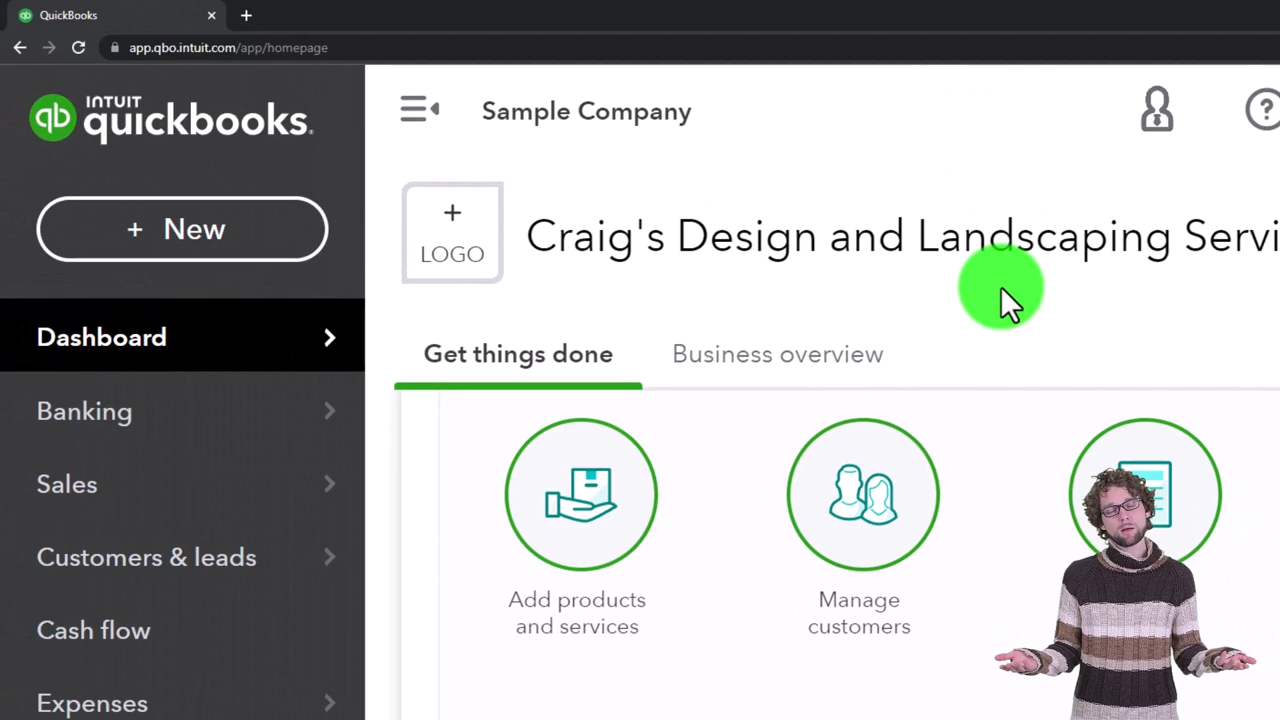 QuickBooks
app.qbo.intuit.com/app/homepage
INTUIT
quickbooks.
Sample Company
+ New
+
LOGO
Craig's Design and Landscaping Servi
Dashboard
Get things done
Business overview
Banking
Sales
Customers & leads
Cash flow
Expenses
Add products
and services
Manage
customers